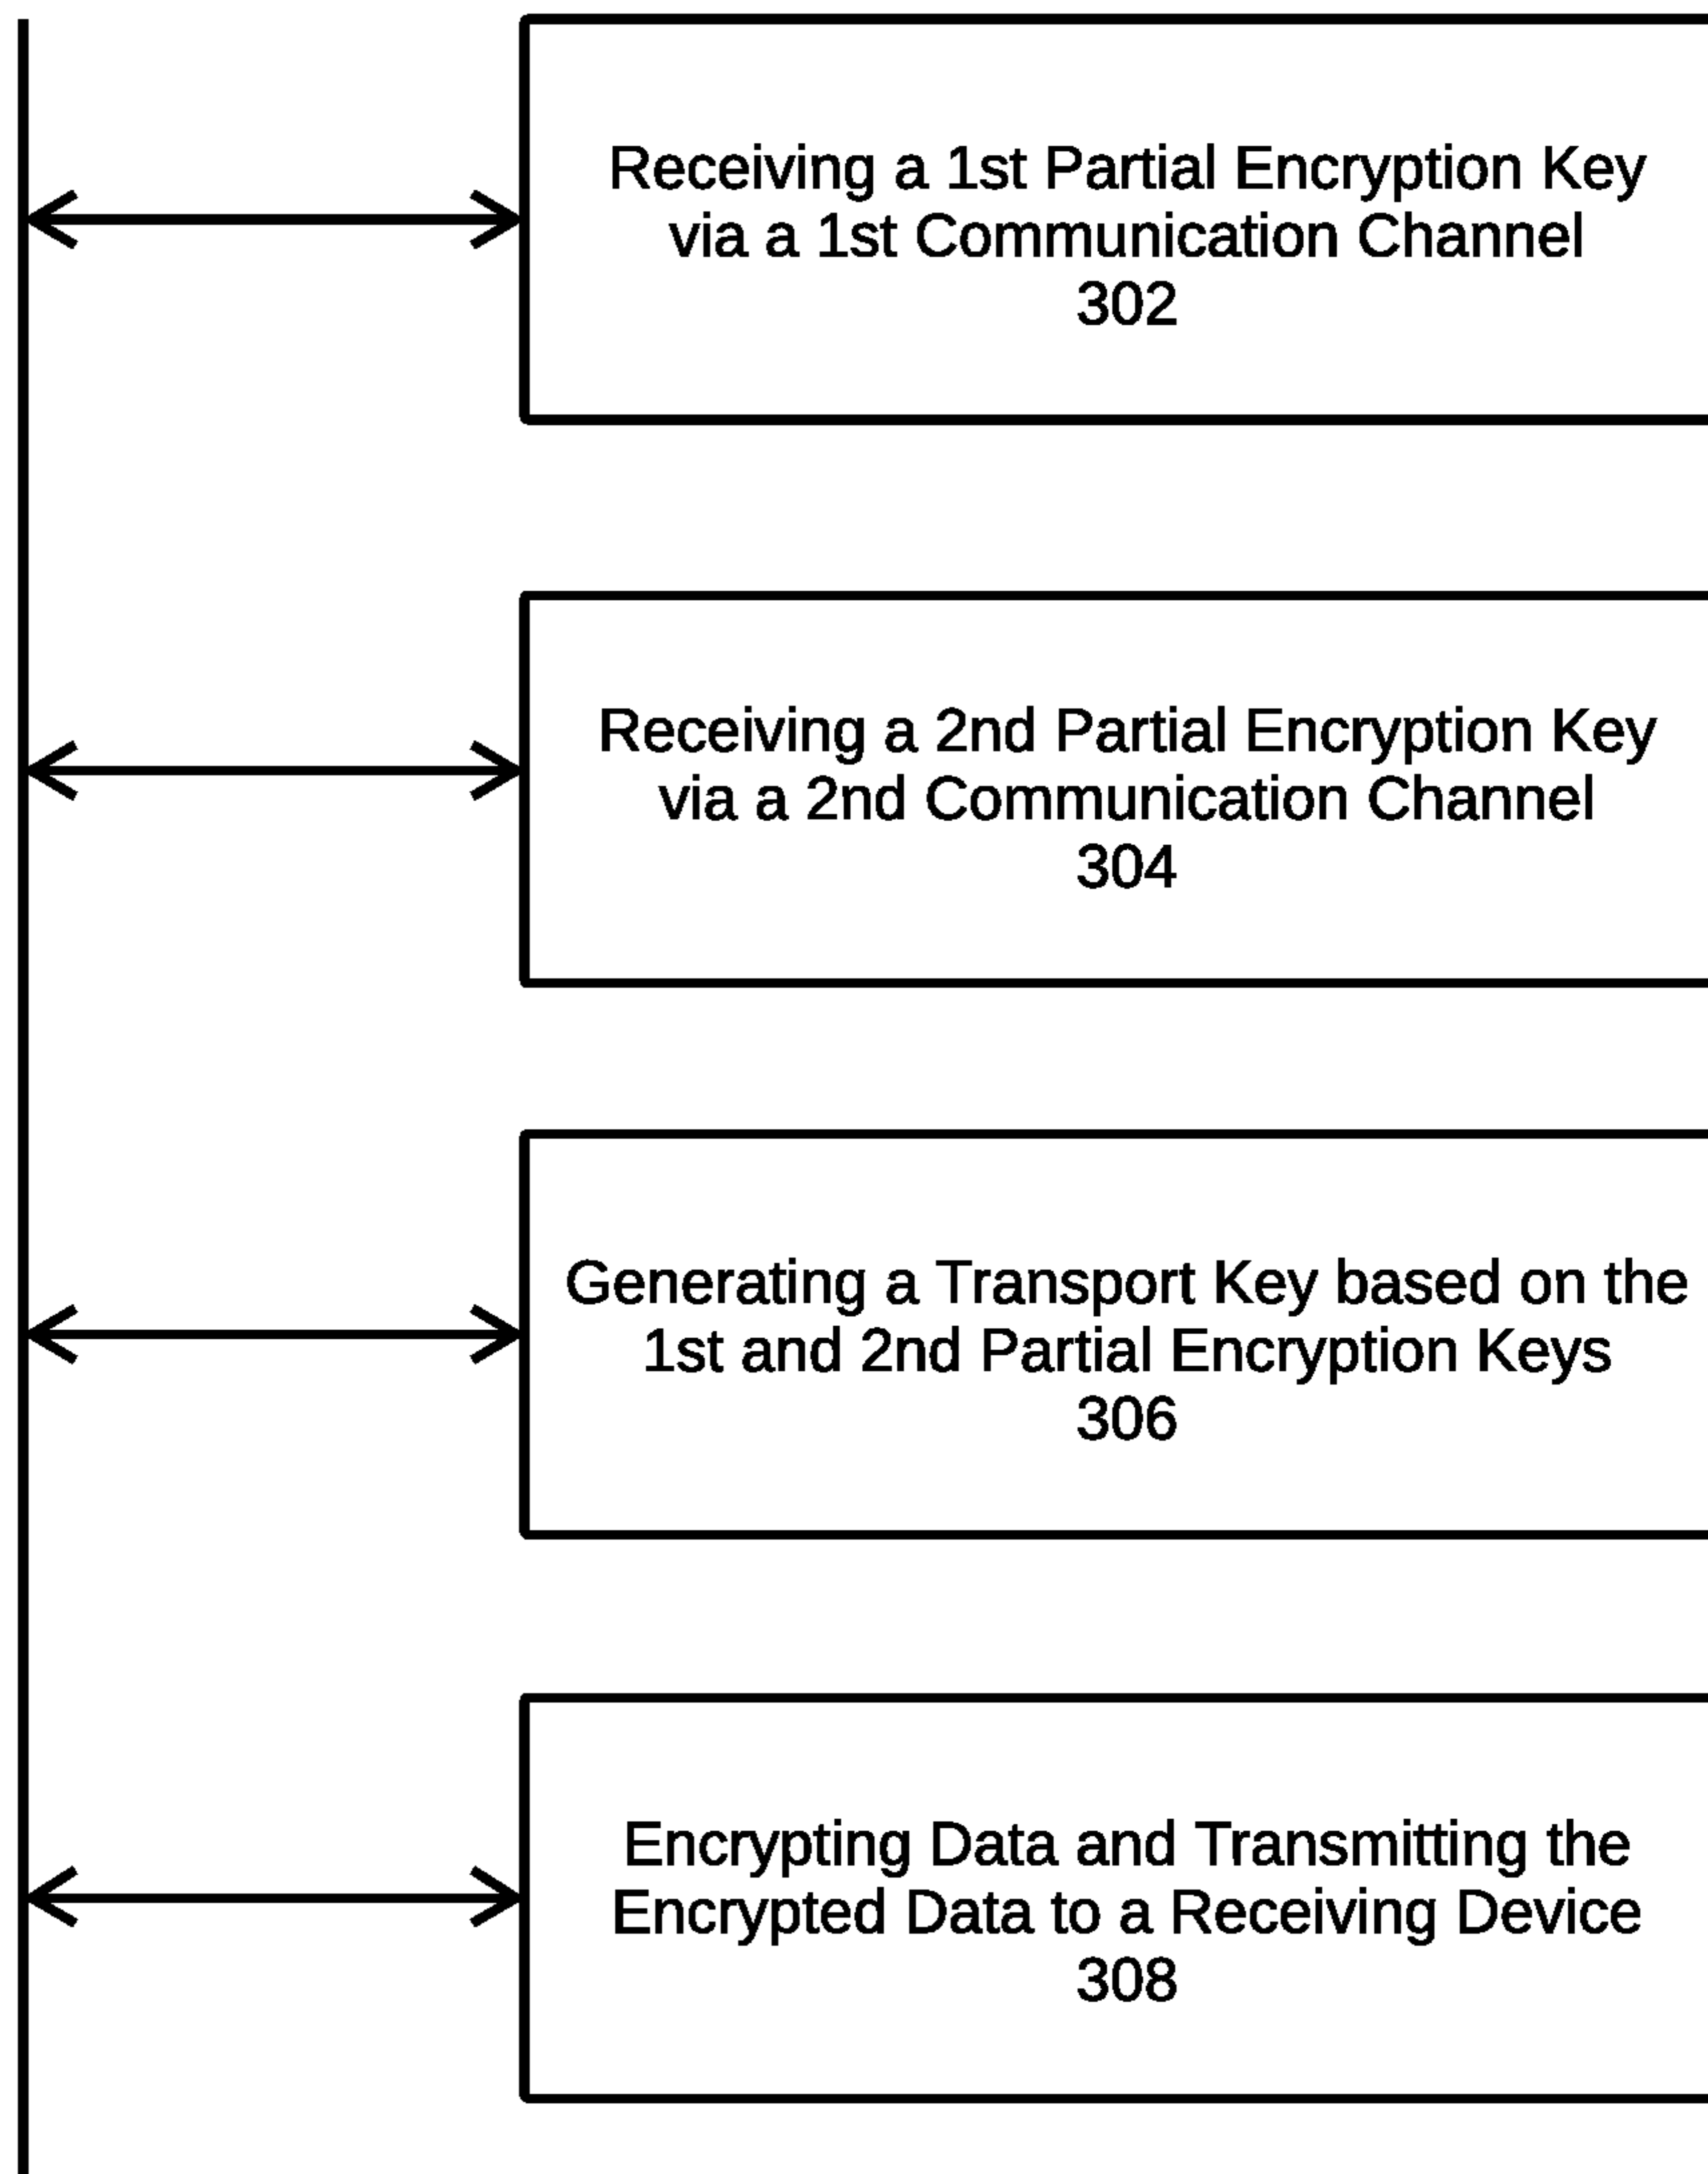 Receiving a 1st Partial Encryption Key
via a 1st Communication Channel
302
Receiving a 2nd Partial Encryption Key
via a 2nd Communication Channel
304
Generating a Transport Key based on the
1st and 2nd Partial Encryption Keys
306
Encrypting Data and Transmitting the
Encrypted Data to a Receiving Device
308